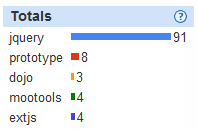 Totals ?
jquery 91
prototype 8
dojo 3
mootools 4
extjs 4